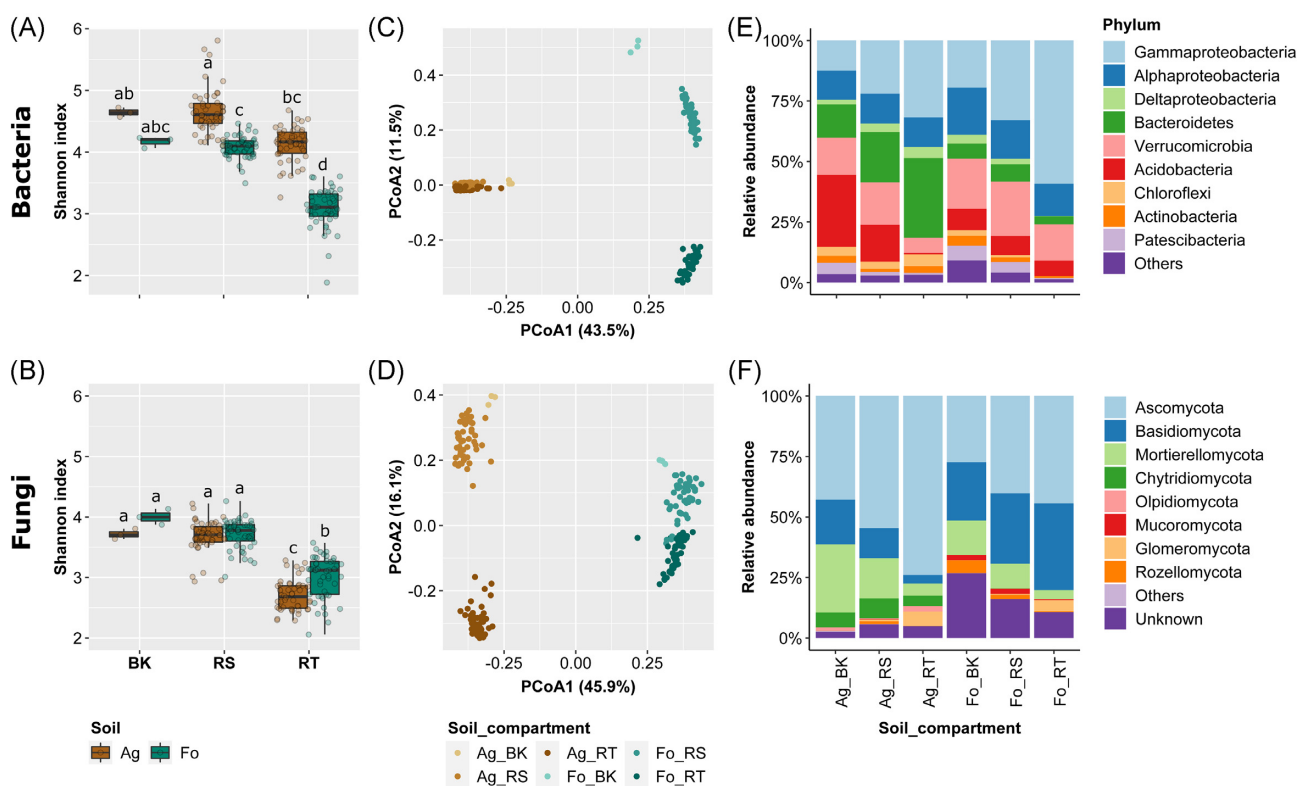 (A)
Bacteria
Shannon index
6
5
4
3
2
ab
abc
a
c
bc
d
(C)
PCoA2 (11.5%)
0.4
0.2
0.0
-0.2
-0.25
0.00
0.25
PCoA1 (43.5%)
(E)
Relative abundance
100%
75%
50%
25%
0%
Phylum
Gammaproteobacteria
Alphaproteobacteria
Deltaproteobacteria
Bacteroidetes
Verrucomicrobia
Acidobacteria
Chloroflexi
Actinobacteria
Patescibacteria
Others
(B)
Fungi
Shannon index
6
5
4
3
2
a
a
a
a
c
b
BK
RS
RT
(D)
PCoA2 (16.1%)
0.4
0.2
0.0
-0.2
-0.25
0.00
0.25
PCoA1 (45.9%)
(F)
Relative abundance
100%
75%
50%
25%
0%
Ag_BK
Ag_RS
Ag_RT
Fo_BK
Fo_RS
Fo_RT
Soil_compartment
Ascomycota
Basidiomycota
Mortierellomycota
Chytridiomycota
Olpidiomycota
Mucoromycota
Glomeromycota
Rozellomycota
Others
Unknown
Soil
Ag
Fo
Soil_compartment
Ag_BK
Ag_RT
Fo_RS
Ag_RS
Fo_BK
Fo_RT